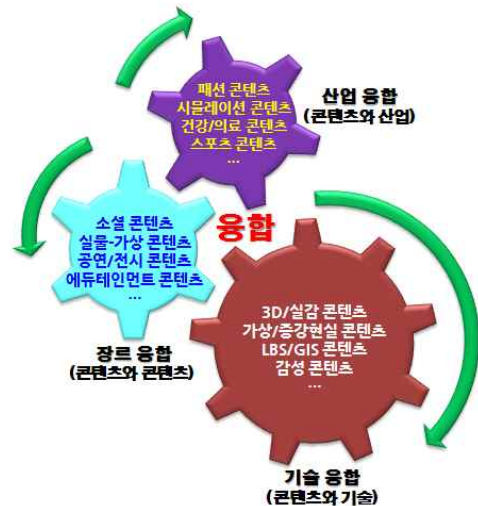 패션 콘텐츠
시뮬레이션 콘텐츠
건강/의료 콘텐츠
스포츠 콘텐츠
...
산업 융합
(콘텐츠와 산업)
융합
소셜 콘텐츠
실물-가상 콘텐츠
공연/전시 콘텐츠
에듀테인먼트 콘텐츠
...
장르 융합
(콘텐츠와 콘텐츠)
3D/실감 콘텐츠
가상/증강현실 콘텐츠
LBS/GIS 콘텐츠
감성 콘텐츠
...
기술 융합
(콘텐츠와 기술)